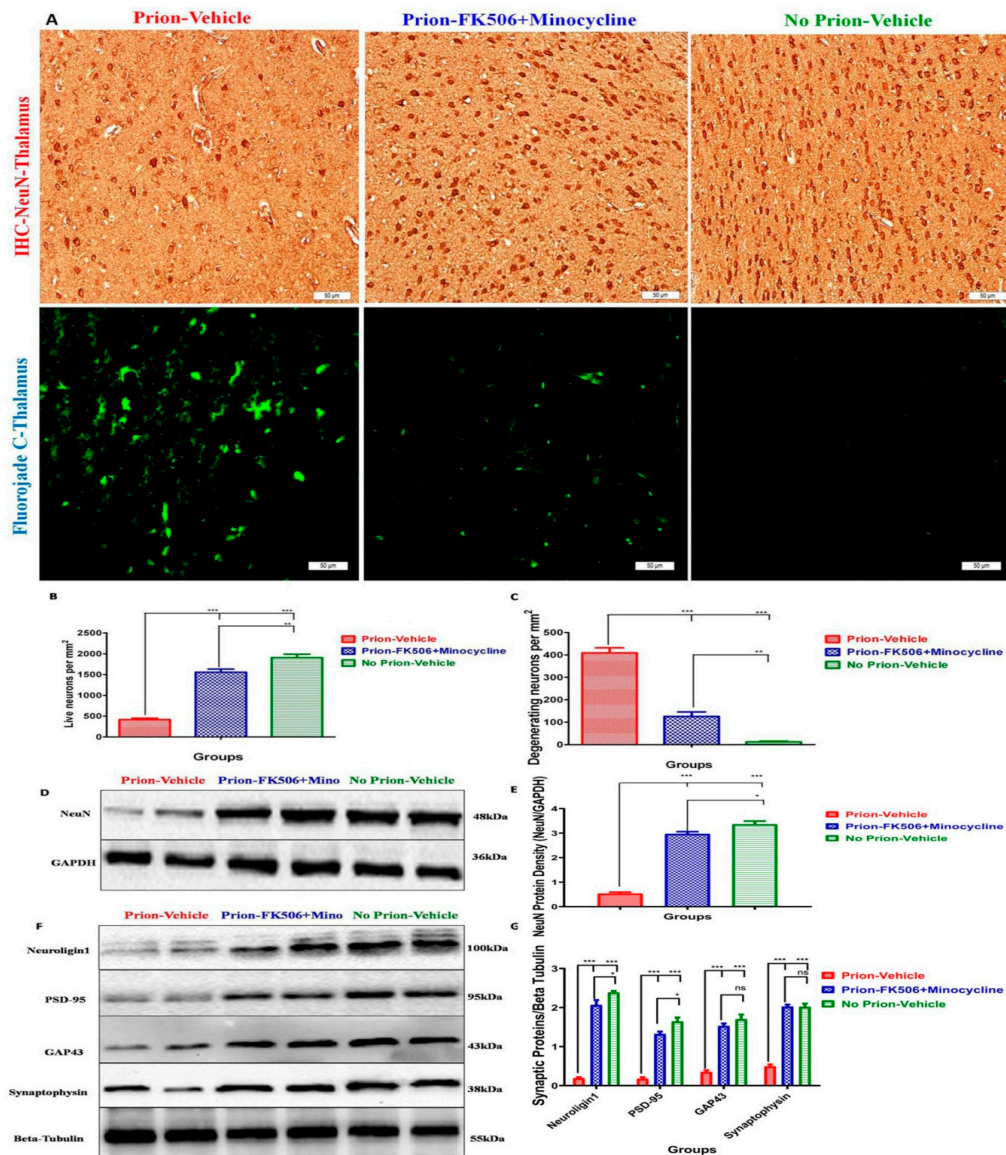 A
Prion-Vehicle
Prion-FK506+Minocycline
No Prion-Vehicle
IHC-NeuN-Thalamus
50 µm
50 µm
50 µm
Fluorojade C-Thalamus
50 µm
50 µm
50 µm
B
Live neurons per mm²
2500
2000
1500
1000
500
0
***
***
**
Groups
Prion-Vehicle
Prion-FK506+Minocycline
No Prion-Vehicle
C
Degenerating neurons per mm²
400
300
200
100
0
***
***
**
Groups
Prion-Vehicle
Prion-FK506+Minocycline
No Prion-Vehicle
D
Prion-Vehicle
Prion-FK506+Mino
No Prion-Vehicle
NeuN
48kDa
GAPDH
36kDa
E
NeuN Protein Density (NeuN/GAPDH)
4
3
2
1
0
***
***
*
Groups
Prion-Vehicle
Prion-FK506+Minocycline
No Prion-Vehicle
F
Prion-Vehicle
Prion-FK506+Mino
No Prion-Vehicle
Neuroligin1
100kDa
PSD-95
95kDa
GAP43
43kDa
Synaptophysin
38kDa
Beta-Tubulin
55kDa
G
Synaptic Proteins/Beta Tubulin
3
2
1
0
*** ***
*
*** ***
*
*** ***
ns
*** ***
ns
Neuroligin1
PSD-95
GAP43
Synaptophysin
Groups
Prion-Vehicle
Prion-FK506+Minocycline
No Prion-Vehicle